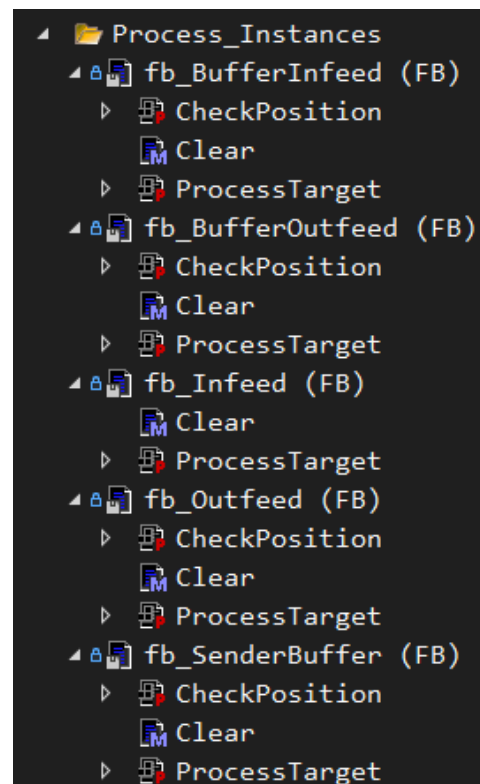 Process_Instances
fb_BufferInfeed (FB)
CheckPosition
Clear
ProcessTarget
fb_BufferOutfeed (FB)
CheckPosition
Clear
ProcessTarget
fb_Infeed (FB)
Clear
ProcessTarget
fb_Outfeed (FB)
CheckPosition
Clear
ProcessTarget
fb_SenderBuffer (FB)
CheckPosition
Clear
ProcessTarget